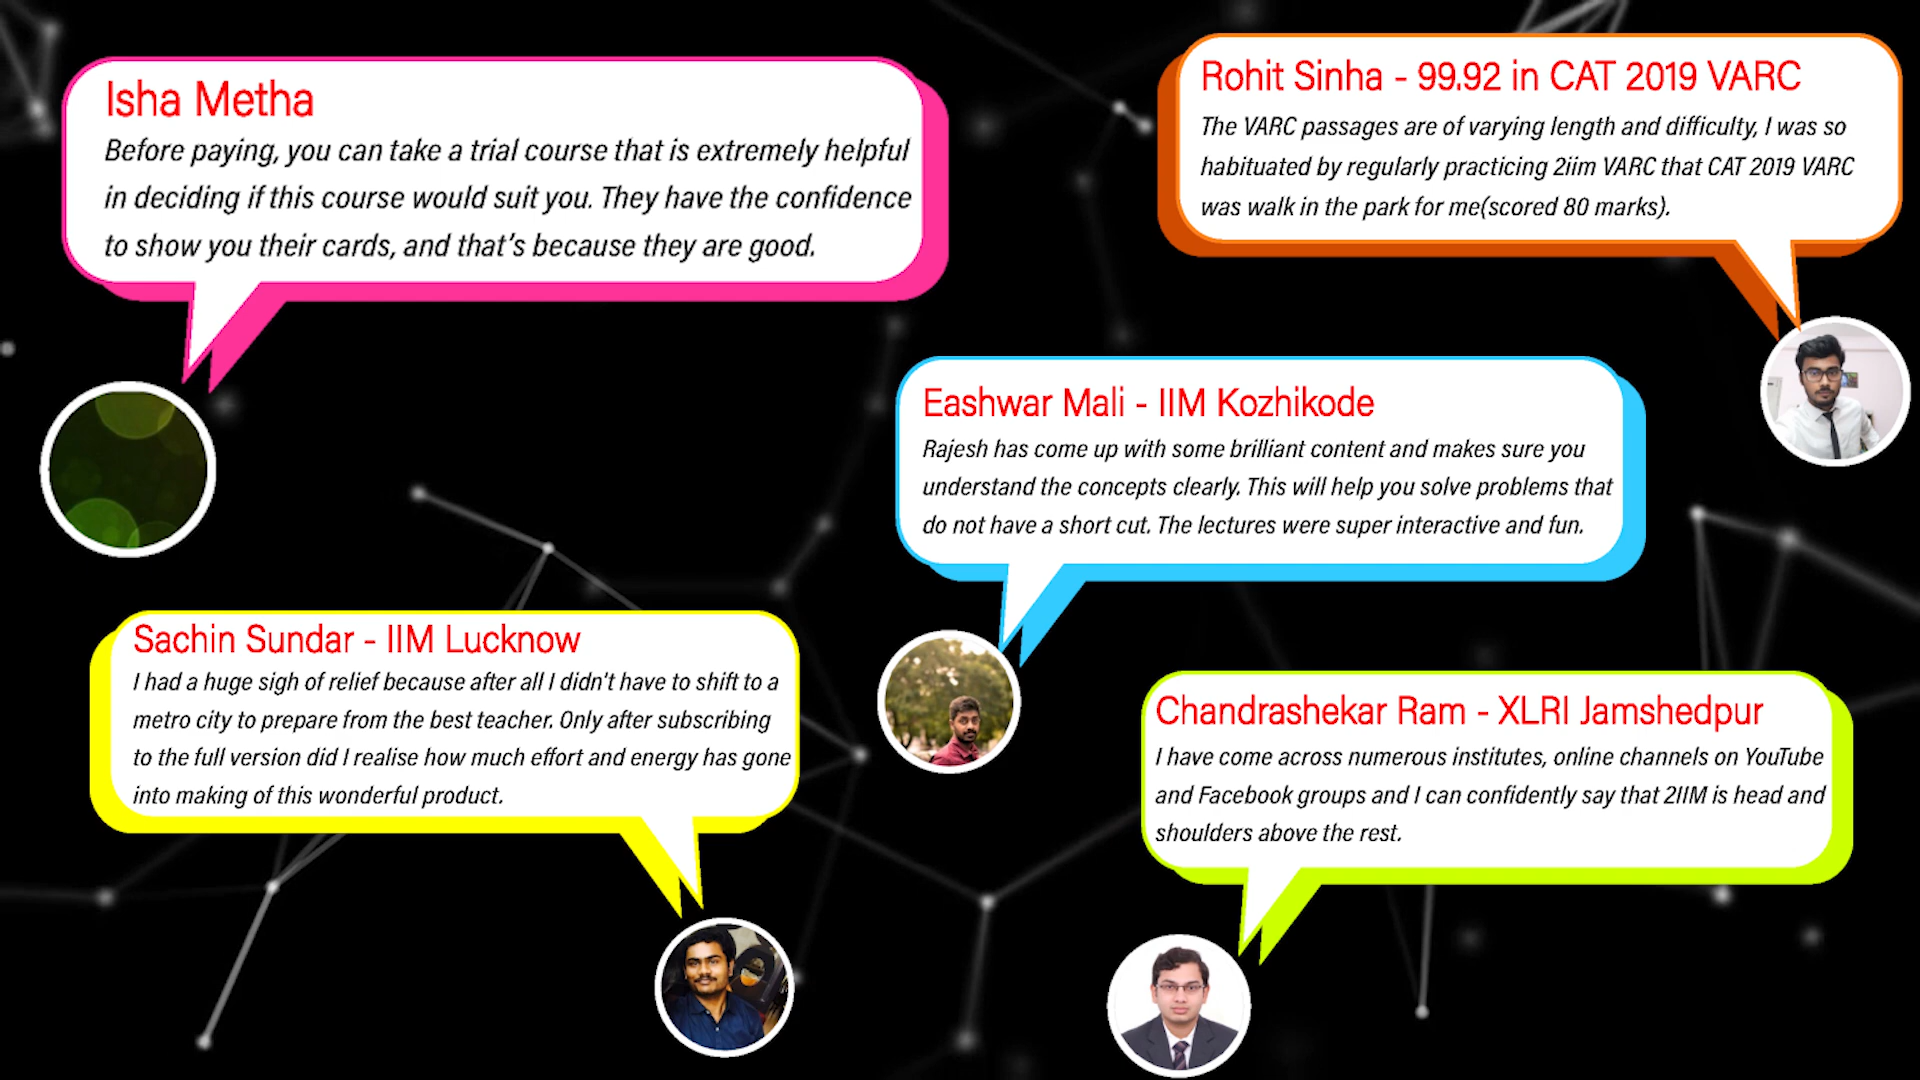 Isha Metha
Before paying, you can take a trial course that is extremely helpful
in deciding if this course would suit you. They have the confidence
to show you their cards, and that's because they are good.
Rohit Sinha - 99.92 in CAT 2019 VARC
The VARC passages are of varying length and difficulty, I was so
habituated by regularly practicing 2iim VARC that CAT 2019 VARC
was walk in the park for me(scored 80 marks).
Eashwar Mali - IIM Kozhikode
Rajesh has come up with some brilliant content and makes sure you
understand the concepts clearly. This will help you solve problems that
do not have a short cut. The lectures were super interactive and fun.
Sachin Sundar - IIM Lucknow
I had a huge sigh of relief because after all I didn't have to shift to a
metro city to prepare from the best teacher. Only after subscribing
to the full version did I realise how much effort and energy has gone
into making of this wonderful product.
Chandrashekar Ram - XLRI Jamshedpur
I have come across numerous institutes, online channels on YouTube
and Facebook groups and I can confidently say that 2IIM is head and
shoulders above the rest.